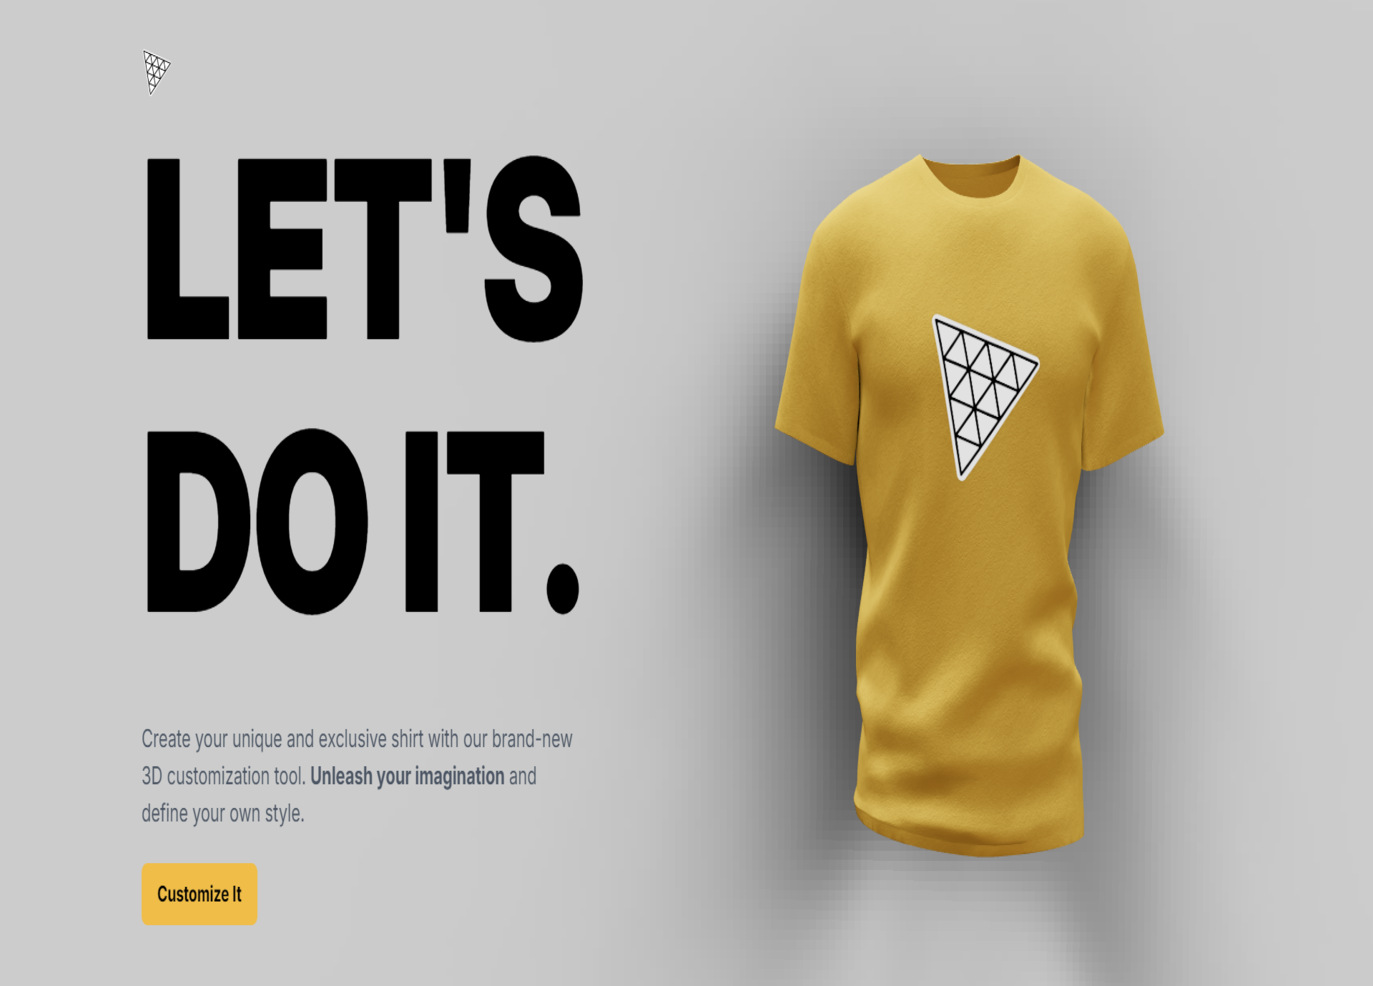 LET'S
DO IT.
Create your unique and exclusive shirt with our brand-new
3D customization tool. Unleash your imagination and
define your own style.
Customize It